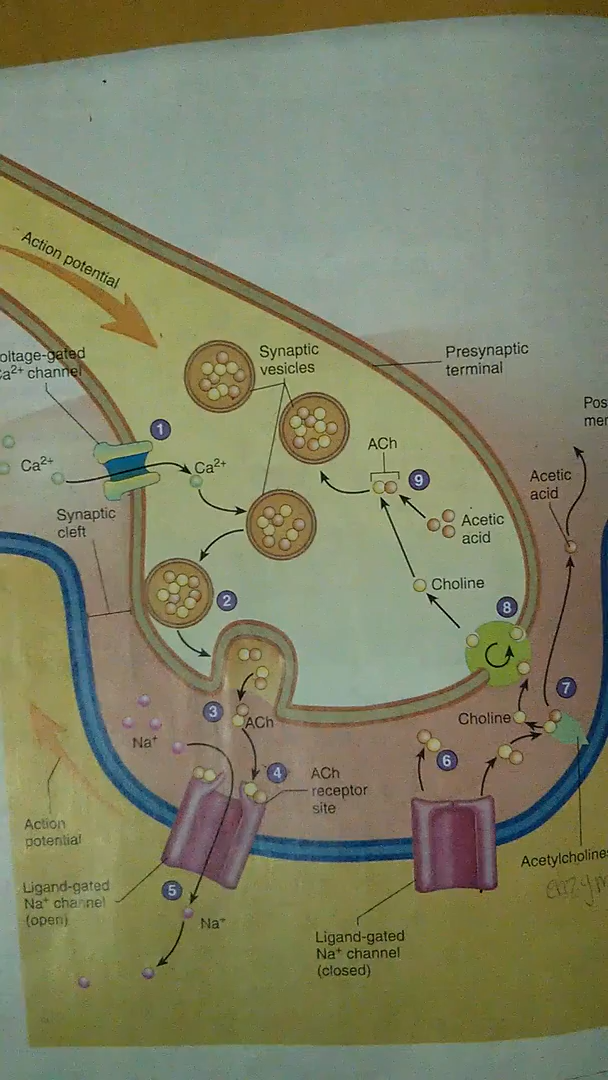 Action potential
oltage-gated
Ca²⁺ channel
Synaptic
vesicles
Presynaptic
terminal
Pos
mer
1
Ca²⁺
Ca²⁺
ACh
9
Acetic
acid
Acetic
acid
Synaptic
cleft
Choline
2
8
3
ACh
Choline
7
Na⁺
6
4
ACh
receptor
site
Action
potential
Acetylcholines
enzym
Ligand-gated
Na⁺ channel
(open)
5
Na⁺
Ligand-gated
Na⁺ channel
(closed)